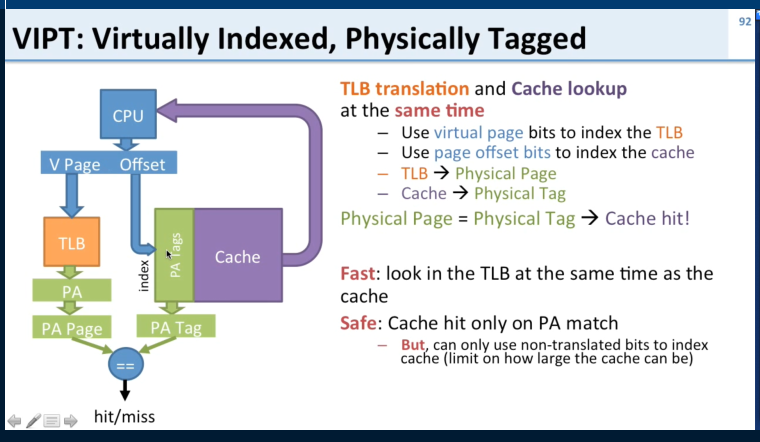 92
VIPT: Virtually Indexed, Physically Tagged
CPU
V Page Offset
TLB
index
PA Tags
Cache
PA
PA Page
PA Tag
==
hit/miss
TLB translation and Cache lookup
at the same time
– Use virtual page bits to index the TLB
– Use page offset bits to index the cache
– TLB → Physical Page
– Cache → Physical Tag
Physical Page = Physical Tag → Cache hit!
Fast: look in the TLB at the same time as the
cache
Safe: Cache hit only on PA match
– But, can only use non-translated bits to index
cache (limit on how large the cache can be)